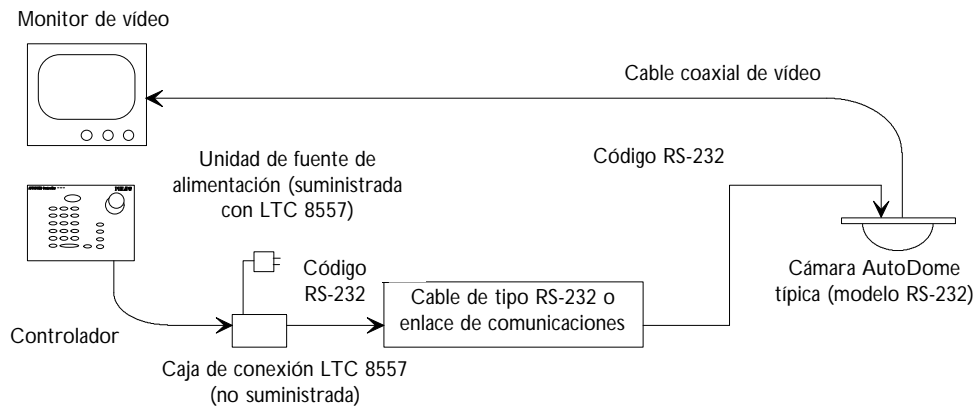 Monitor de vídeo
Cable coaxial de vídeo
Unidad de fuente de
alimentación (suministrada
con LTC 8557)
Código RS-232
Código
RS-232
Cable de tipo RS-232 o
enlace de comunicaciones
Cámara AutoDome
típica (modelo RS-232)
Controlador
Caja de conexión LTC 8557
(no suministrada)